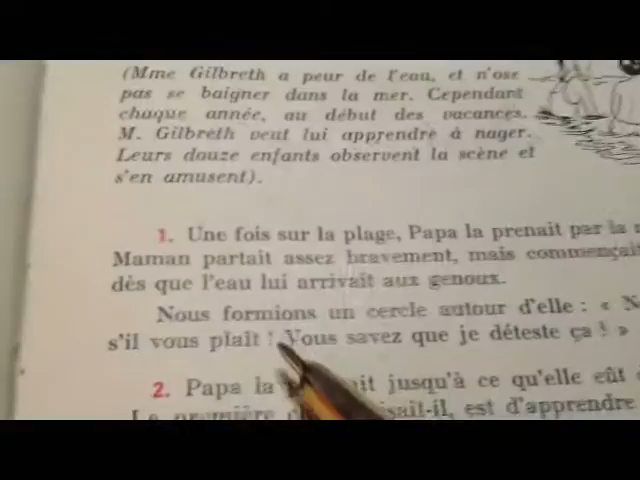 (Mme Gilbreth a peur de l'eau, et n'ose
pas se baigner dans la mer. Cependant
chaque année, au début des vacances,
M. Gilbreth veut lui apprendre à nager.
Leurs douze enfants observent la scène et
s'en amusent).
1. Une fois sur la plage, Papa la prenait par la
Maman partait assez bravement, mais commençait
dès que l'eau lui arrivait aux genoux.
Nous formions un cercle autour d'elle : «
s'il vous plaît ! Vous savez que je déteste ça ! »
2. Papa la jusqu'à ce qu'elle eût
La première est d'apprendre